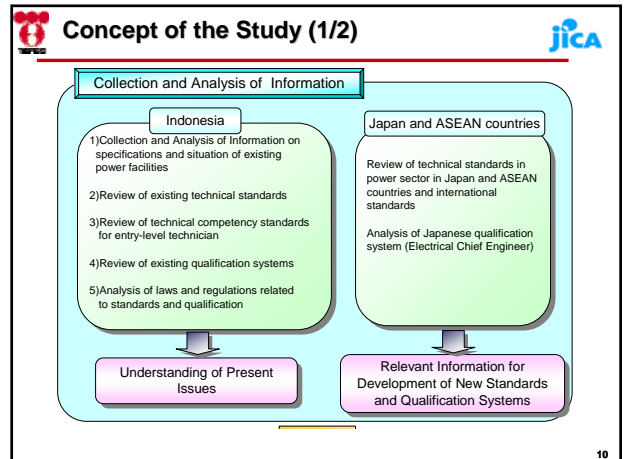 Concept of the Study (1/2)
jICA
Collection and Analysis of Information
Indonesia
1)Collection and Analysis of Information on
specifications and situation of existing
power facilities
2)Review of existing technical standards
3)Review of technical competency standards
for entry-level technician
4)Review of existing qualification systems
5)Analysis of laws and regulations related
to standards and qualification
Understanding of Present
Issues
Japan and ASEAN countries
Review of technical standards in
power sector in Japan and ASEAN
countries and international
standards
Analysis of Japanese qualification
system (Electrical Chief Engineer)
Relevant Information for
Development of New Standards
and Qualification Systems
10